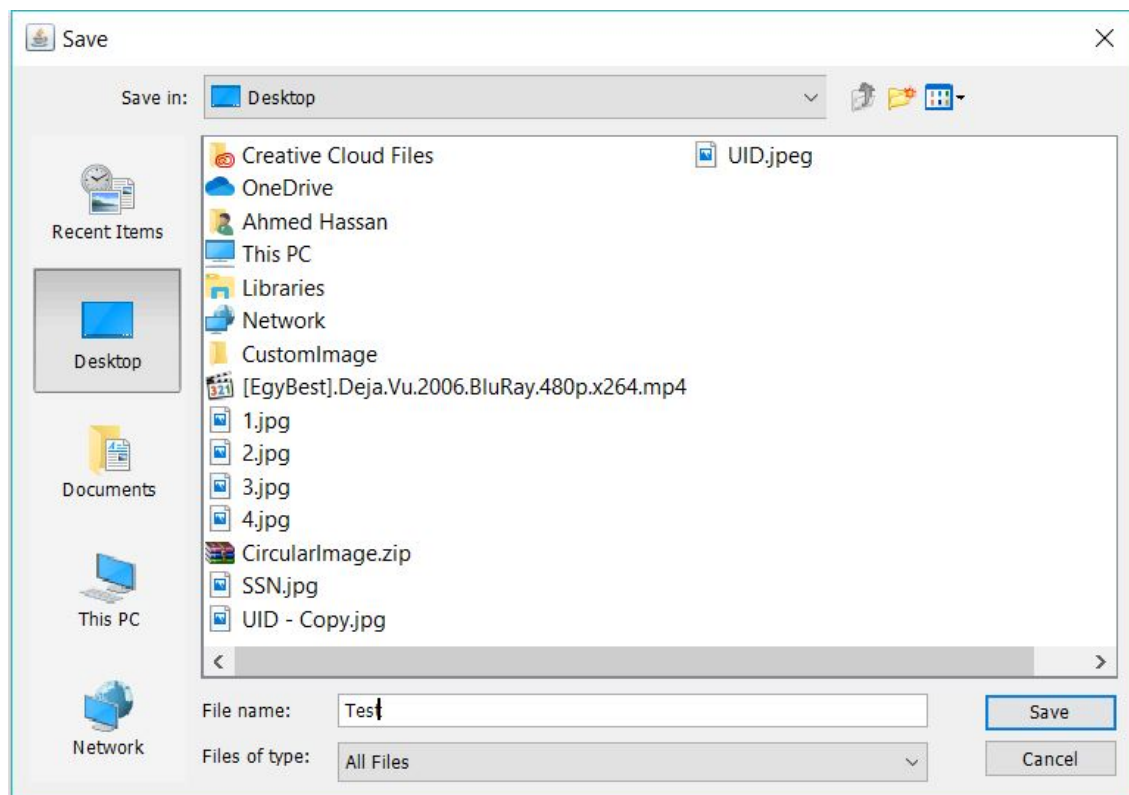 Save
Save in: Desktop
Recent Items
Desktop
Documents
This PC
Network
Creative Cloud Files
OneDrive
Ahmed Hassan
This PC
Libraries
Network
CustomImage
[EgyBest].Deja.Vu.2006.BluRay.480p.x264.mp4
1.jpg
2.jpg
3.jpg
4.jpg
CircularImage.zip
SSN.jpg
UID - Copy.jpg
UID.jpeg
File name: Test
Save
Files of type: All Files
Cancel